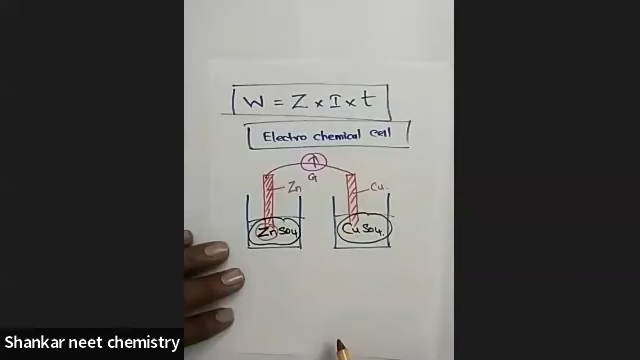 W = Z × I × t
Electro chemical cell
G
Zn
Cu
ZnSO4
CuSO4.
Shankar neet chemistry